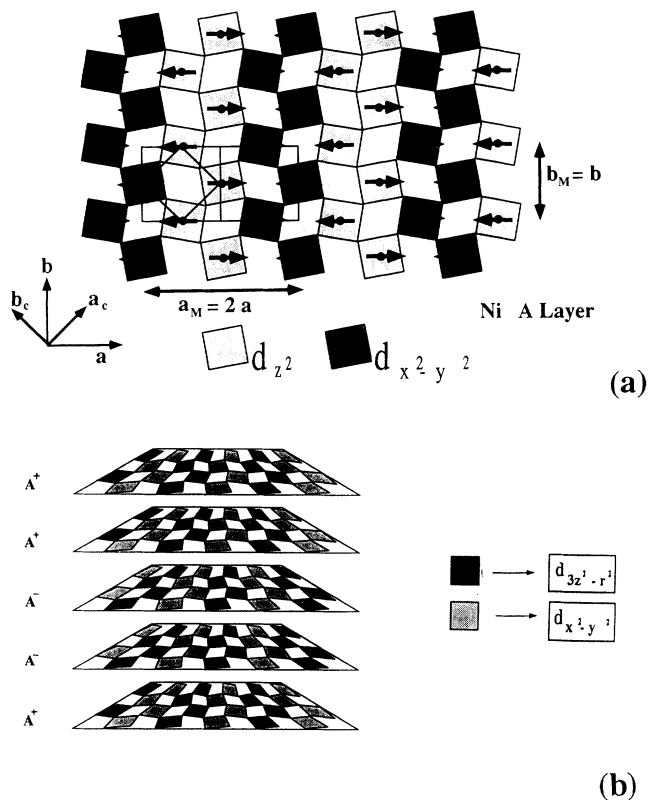 (a)
b_M = b
b
b_c
a_c
a
a_M = 2 a
Ni A Layer
d_z²
d_x²-y²
(b)
A⁺
A⁺
A⁻
A⁻
A⁺
d_3z²-r²
d_x²-y²